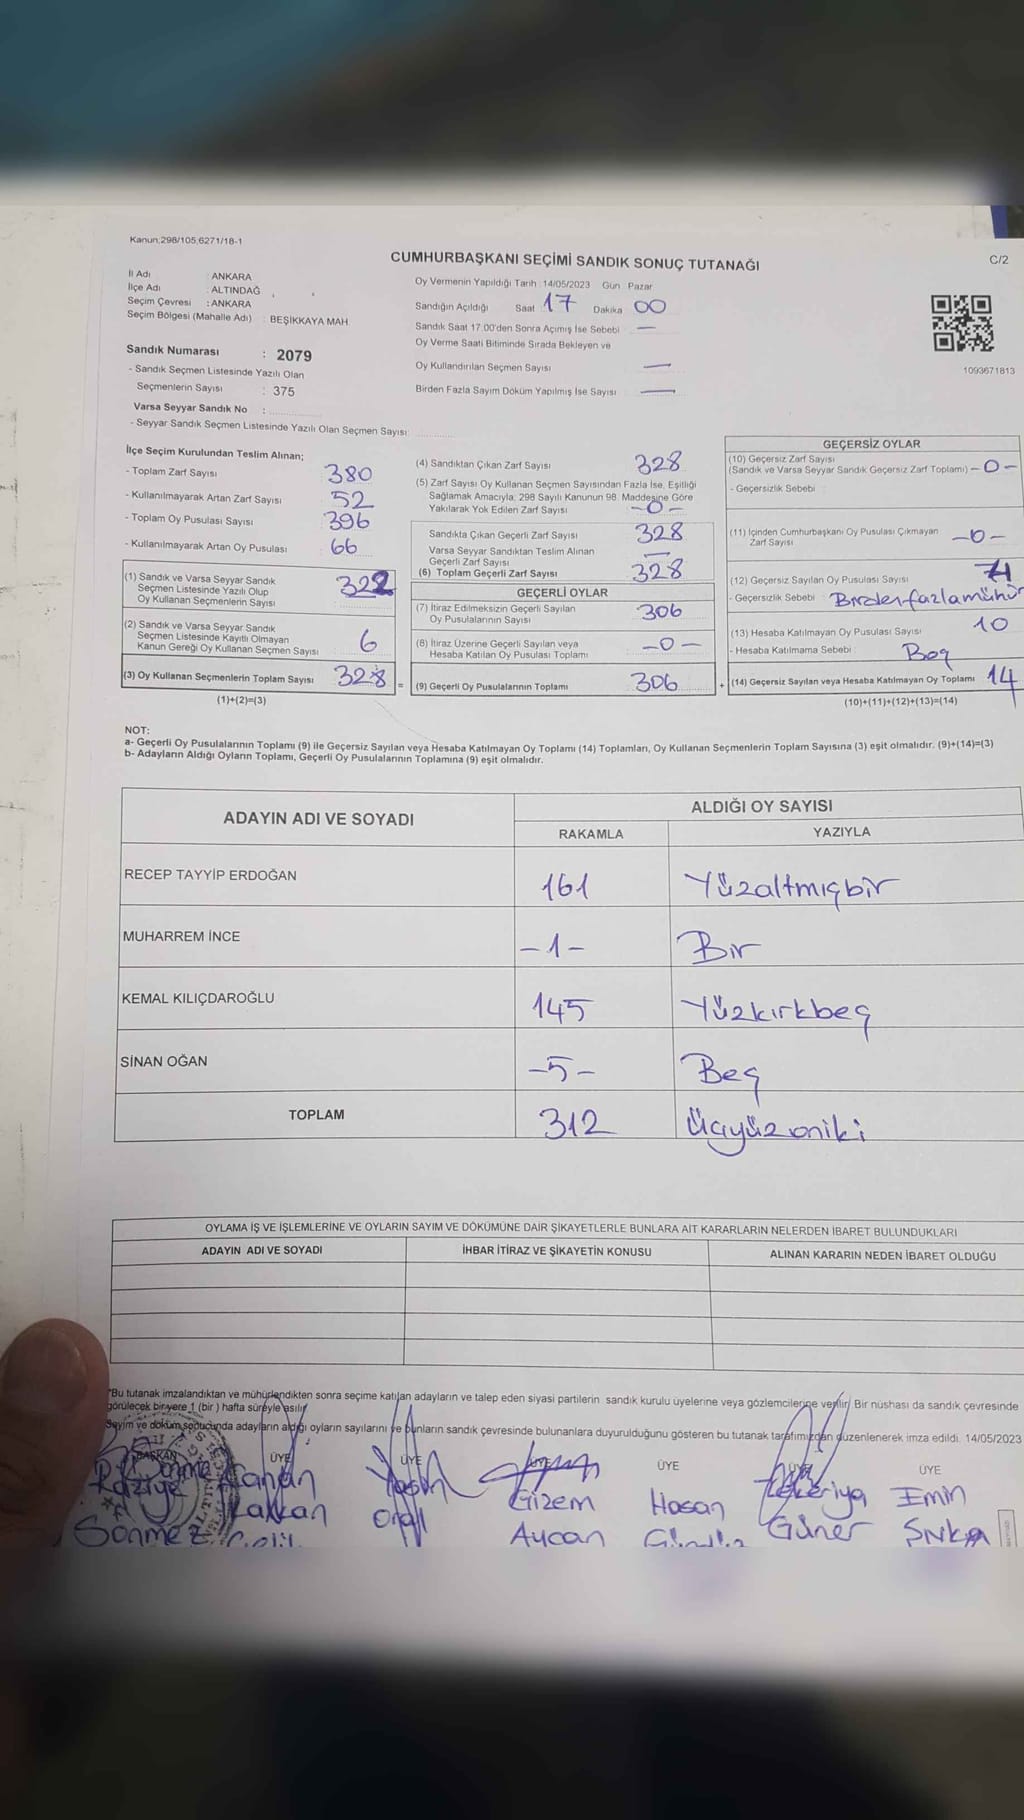 Kanun;298/105,6271/18-1
CUMHURBAŞKANI SEÇİMİ SANDIK SONUÇ TUTANAĞI
C/2
İl Adı : ANKARA
İlçe Adı : ALTINDAĞ
Seçim Çevresi : ANKARA
Seçim Bölgesi (Mahalle Adı) : BEŞİKKAYA MAH
Sandık Numarası : 2079
- Sandık Seçmen Listesinde Yazılı Olan
Seçmenlerin Sayısı : 375
Varsa Seyyar Sandık No :
- Seyyar Sandık Seçmen Listesinde Yazılı Olan Seçmen Sayısı:
Oy Vermenin Yapıldığı Tarih : 14/05/2023 Gün : Pazar
Sandığın Açıldığı Saat 17 Dakika 00
Sandık Saat 17.00'den Sonra Açımış İse Sebebi —
Oy Verme Saati Bitiminde Sırada Bekleyen ve
Oy Kullandırılan Seçmen Sayısı —
Birden Fazla Sayım Döküm Yapılmış İse Sayısı —
1093671813
İlçe Seçim Kurulundan Teslim Alınan;
- Toplam Zarf Sayısı 380
- Kullanılmayarak Artan Zarf Sayısı 52
- Toplam Oy Pusulası Sayısı 396
- Kullanılmayarak Artan Oy Pusulası 66
(1) Sandık ve Varsa Seyyar Sandık
Seçmen Listesinde Yazılı Olup
Oy Kullanan Seçmenlerin Sayısı 322
(2) Sandık ve Varsa Seyyar Sandık
Seçmen Listesinde Kayıtlı Olmayan
Kanun Gereği Oy Kullanan Seçmen Sayısı 6
(3) Oy Kullanan Seçmenlerin Toplam Sayısı 328
(1)+(2)=(3)
(4) Sandıktan Çıkan Zarf Sayısı 328
(5) Zarf Sayısı Oy Kullanan Seçmen Sayısından Fazla İse, Eşitliği
Sağlamak Amacıyla; 298 Sayılı Kanunun 98. Maddesine Göre
Yakılarak Yok Edilen Zarf Sayısı -0-
Sandıkta Çıkan Geçerli Zarf Sayısı 328
Varsa Seyyar Sandıktan Teslim Alınan
Geçerli Zarf Sayısı —
(6) Toplam Geçerli Zarf Sayısı 328
GEÇERLİ OYLAR
(7) İtiraz Edilmeksizin Geçerli Sayılan
Oy Pusulalarının Sayısı 306
(8) İtiraz Üzerine Geçerli Sayılan veya
Hesaba Katılan Oy Pusulası Toplamı -0-
= (9) Geçerli Oy Pusulalarının Toplamı 306
GEÇERSİZ OYLAR
(10) Geçersiz Zarf Sayısı
(Sandık ve Varsa Seyyar Sandık Geçersiz Zarf Toplamı) -0-
- Geçersizlik Sebebi :
(11) İçinden Cumhurbaşkanı Oy Pusulası Çıkmayan
Zarf Sayısı -0-
(12) Geçersiz Sayılan Oy Pusulası Sayısı
- Geçersizlik Sebebi : Birden fazla mühür
(13) Hesaba Katılmayan Oy Pusulası Sayısı 10
- Hesaba Katılmama Sebebi : Boş
+ (14) Geçersiz Sayılan veya Hesaba Katılmayan Oy Toplamı 14
(10)+(11)+(12)+(13)=(14)
NOT:
a- Geçerli Oy Pusulalarının Toplamı (9) ile Geçersiz Sayılan veya Hesaba Katılmayan Oy Toplamı (14) Toplamları, Oy Kullanan Seçmenlerin Toplam Sayısına (3) eşit olmalıdır. (9)+(14)=(3)
b- Adayların Aldığı Oyların Toplamı, Geçerli Oy Pusulalarının Toplamına (9) eşit olmalıdır.
ADAYIN ADI VE SOYADI
ALDIĞI OY SAYISI
RAKAMLA YAZIYLA
RECEP TAYYİP ERDOĞAN 161 Yüzaltmışbir
MUHARREM İNCE -1- Bir
KEMAL KILIÇDAROĞLU 145 Yüzkırkbeş
SİNAN OĞAN -5- Beş
TOPLAM 312 Üçyüzoniki
OYLAMA İŞ VE İŞLEMLERİNE VE OYLARIN SAYIM VE DÖKÜMÜNE DAİR ŞİKAYETLERLE BUNLARA AİT KARARLARIN NELERDEN İBARET BULUNDUKLARI
ADAYIN ADI VE SOYADI İHBAR İTİRAZ VE ŞİKAYETİN KONUSU ALINAN KARARIN NEDEN İBARET OLDUĞU
*Bu tutanak imzalandıktan ve mühürlendikten sonra seçime katılan adayların ve talep eden siyasi partilerin sandık kurulu üyelerine veya gözlemcilerine verilir. Bir nüshası da sandık çevresinde
görülecek bir yere 1 (bir) hafta süreyle asılır.
Sayım ve döküm sonucunda adayların aldığı oyların sayılarını ve bunların sandık çevresinde bulunanlara duyurulduğunu gösteren bu tutanak tarafımızdan düzenlenerek imza edildi. 14/05/2023
BAŞKAN ÜYE ÜYE ÜYE ÜYE ÜYE ÜYE
Raziye Gizem Hasan Zekeriya Emin
Sönmez Aycan Güner